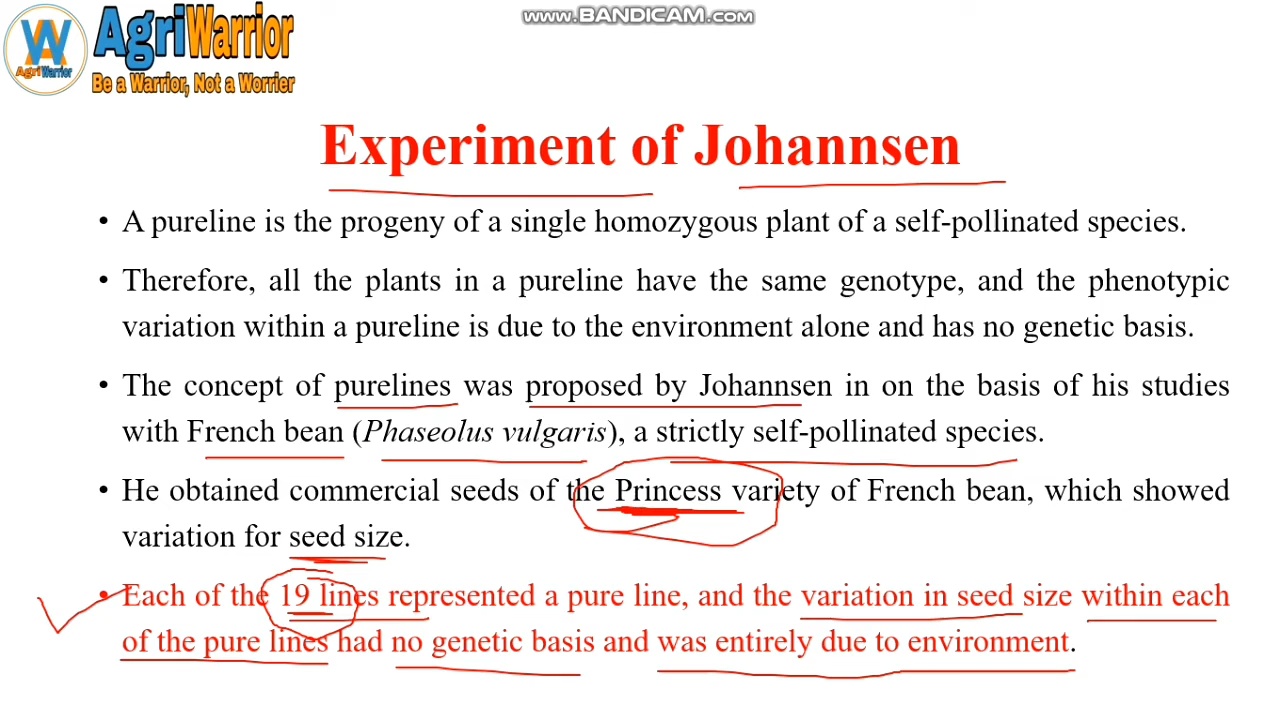 www.BANDICAM.com
AgriWarrior
AgriWarrior
Be a Warrior, Not a Worrier
Experiment of Johannsen
• A pureline is the progeny of a single homozygous plant of a self-pollinated species.
• Therefore, all the plants in a pureline have the same genotype, and the phenotypic
variation within a pureline is due to the environment alone and has no genetic basis.
• The concept of purelines was proposed by Johannsen in on the basis of his studies
with French bean (Phaseolus vulgaris), a strictly self-pollinated species.
• He obtained commercial seeds of the Princess variety of French bean, which showed
variation for seed size.
• Each of the 19 lines represented a pure line, and the variation in seed size within each
of the pure lines had no genetic basis and was entirely due to environment.